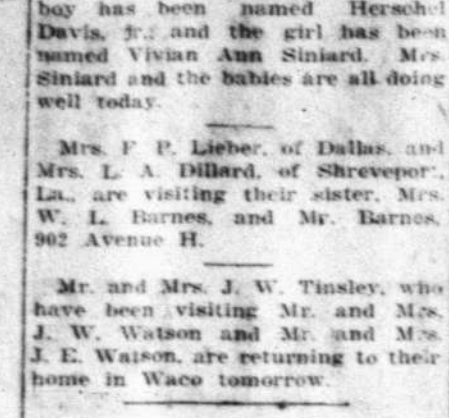 boy has been named Herschel
Davis, jr., and the girl has been
named Vivian Ann Siniard. Mrs.
Siniard and the babies are all doing
well today.
Mrs. F. P. Lieber, of Dallas, and
Mrs. L. A. Dillard, of Shreveport,
La., are visiting their sister, Mrs.
W. L. Barnes, and Mr. Barnes,
902 Avenue H.
Mr. and Mrs. J. W. Tinsley, who
have been visiting Mr. and Mrs.
J. W. Watson and Mr. and Mrs.
J. E. Watson, are returning to their
home in Waco tomorrow.